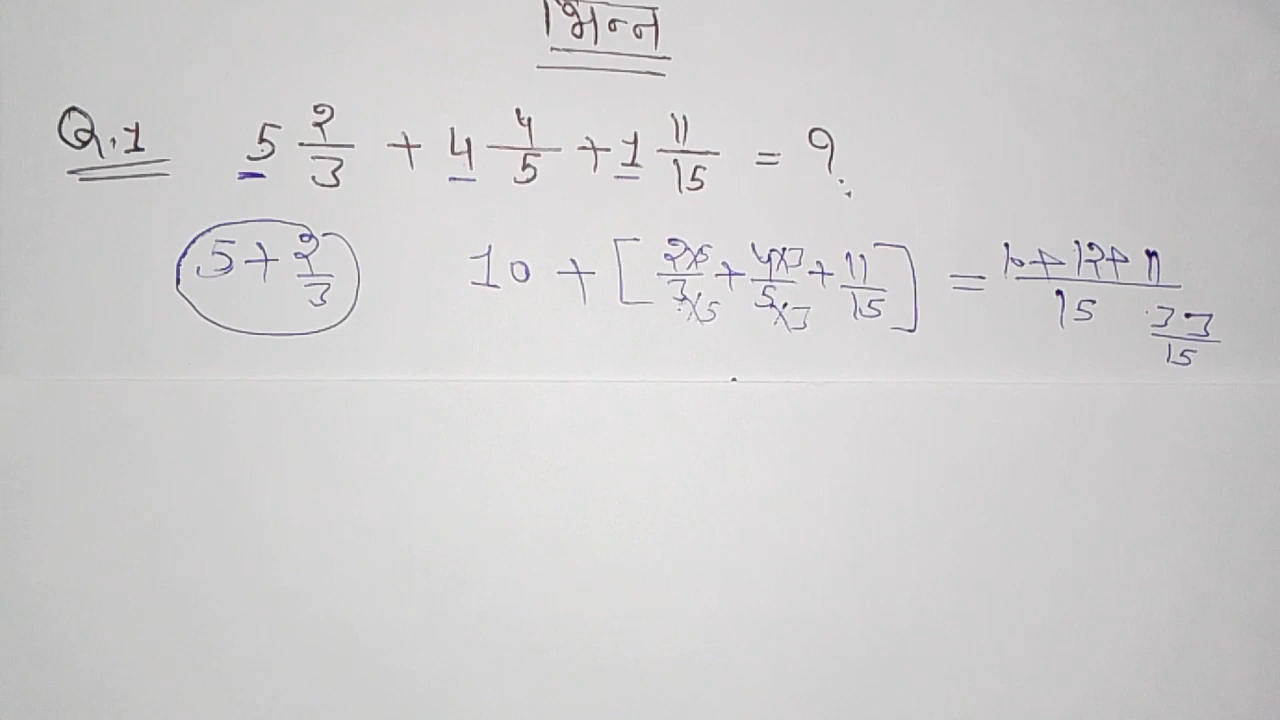 भिन्न
Q.1 5 2/3 + 4 4/5 + 1 11/15 = ?
5 + 2/3 10 + [2×5/3×5 + 4×3/5×3 + 11/15] = 10 + 12 + 11/15 33/15